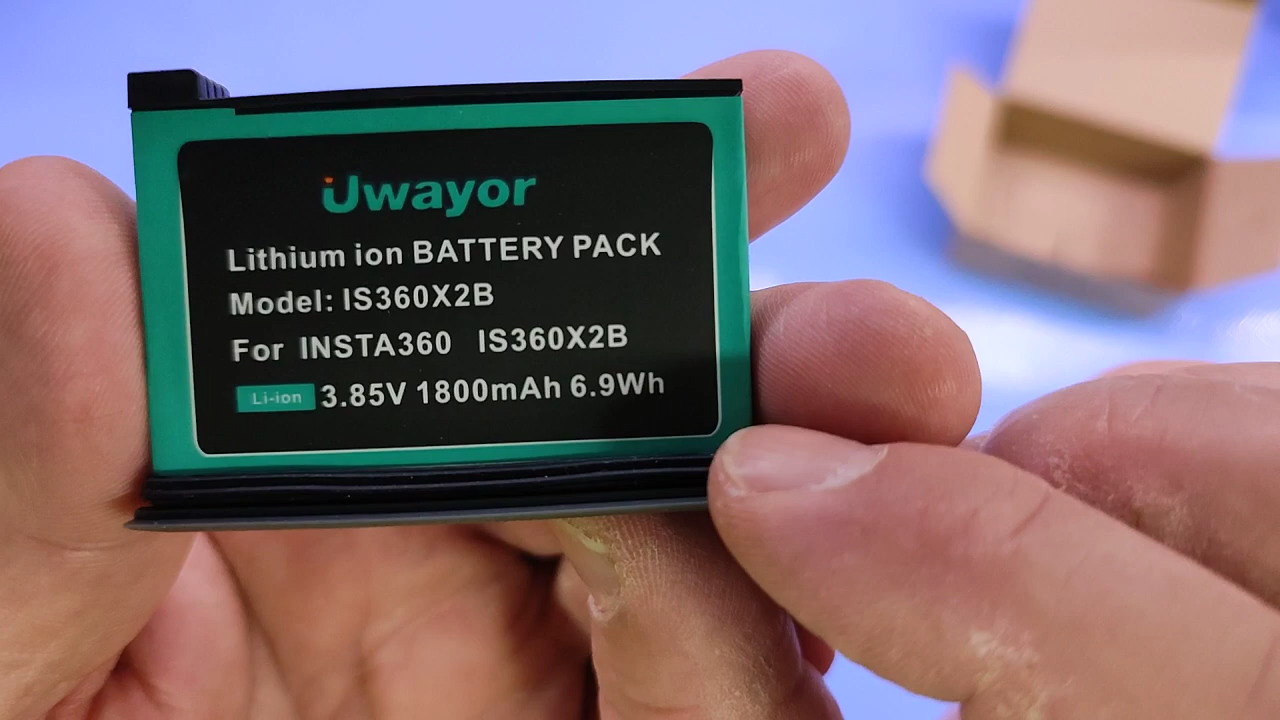 Uwayor
Lithium ion BATTERY PACK
Model: IS360X2B
For INSTA360 IS360X2B
Li-ion 3.85V 1800mAh 6.9Wh